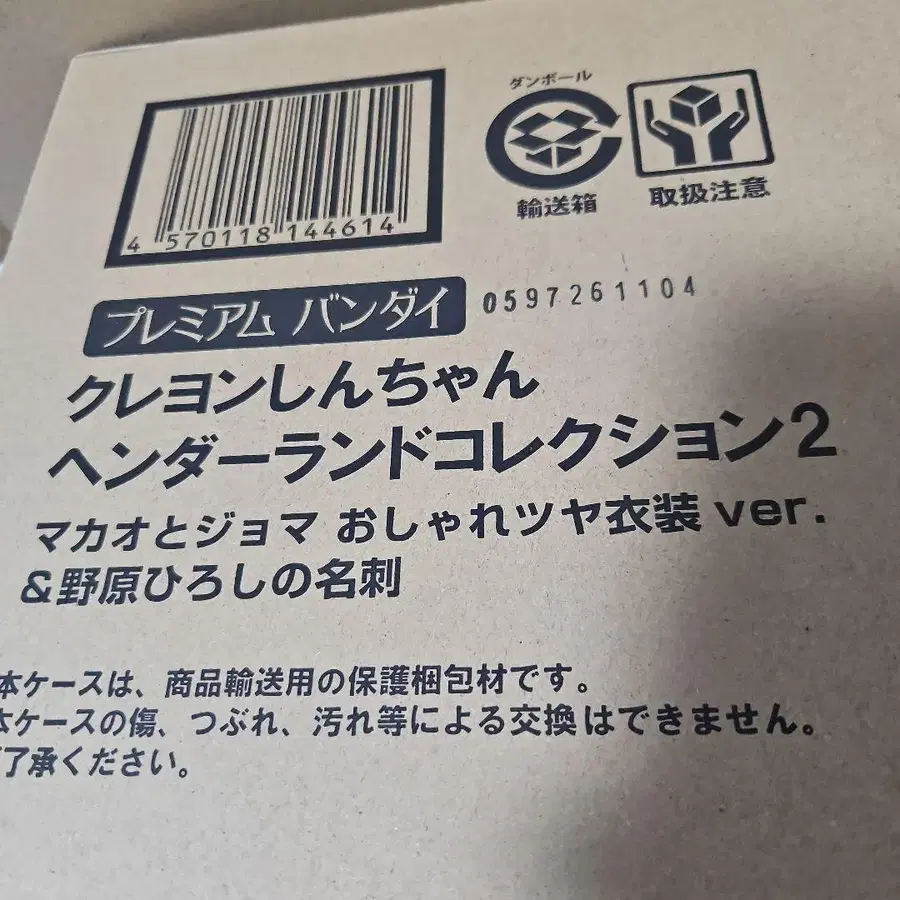 ダンボール
輸送箱
取扱注意
4 570118 144614
プレミアム バンダイ
0597261104
クレヨンしんちゃん
ヘンダーランドコレクション2
マカオとジョマ おしゃれツヤ衣装 ver.
&野原ひろしの名刺
本ケースは、商品輸送用の保護梱包材です。
本ケースの傷、つぶれ、汚れ等による交換はできません。
ご了承ください。